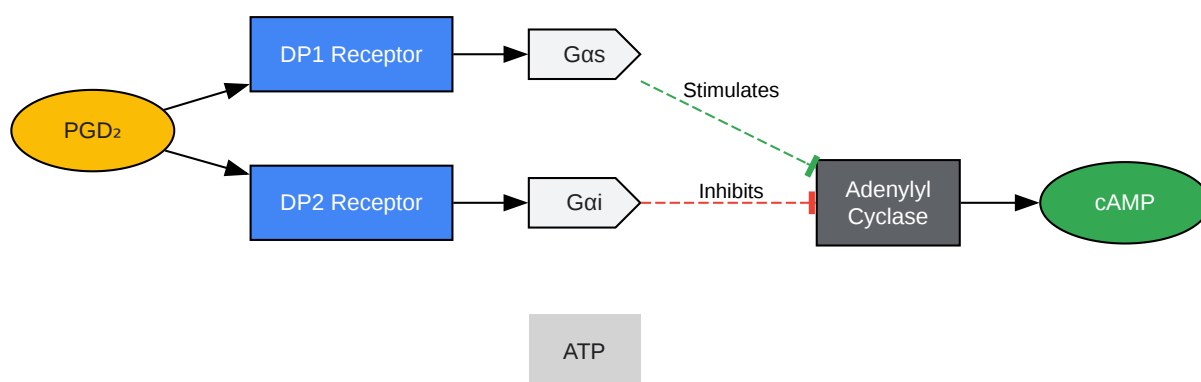 DP1 Receptor
Gαs
Stimulates
PGD₂
DP2 Receptor
Gαi
Inhibits
Adenylyl
Cyclase
cAMP
ATP